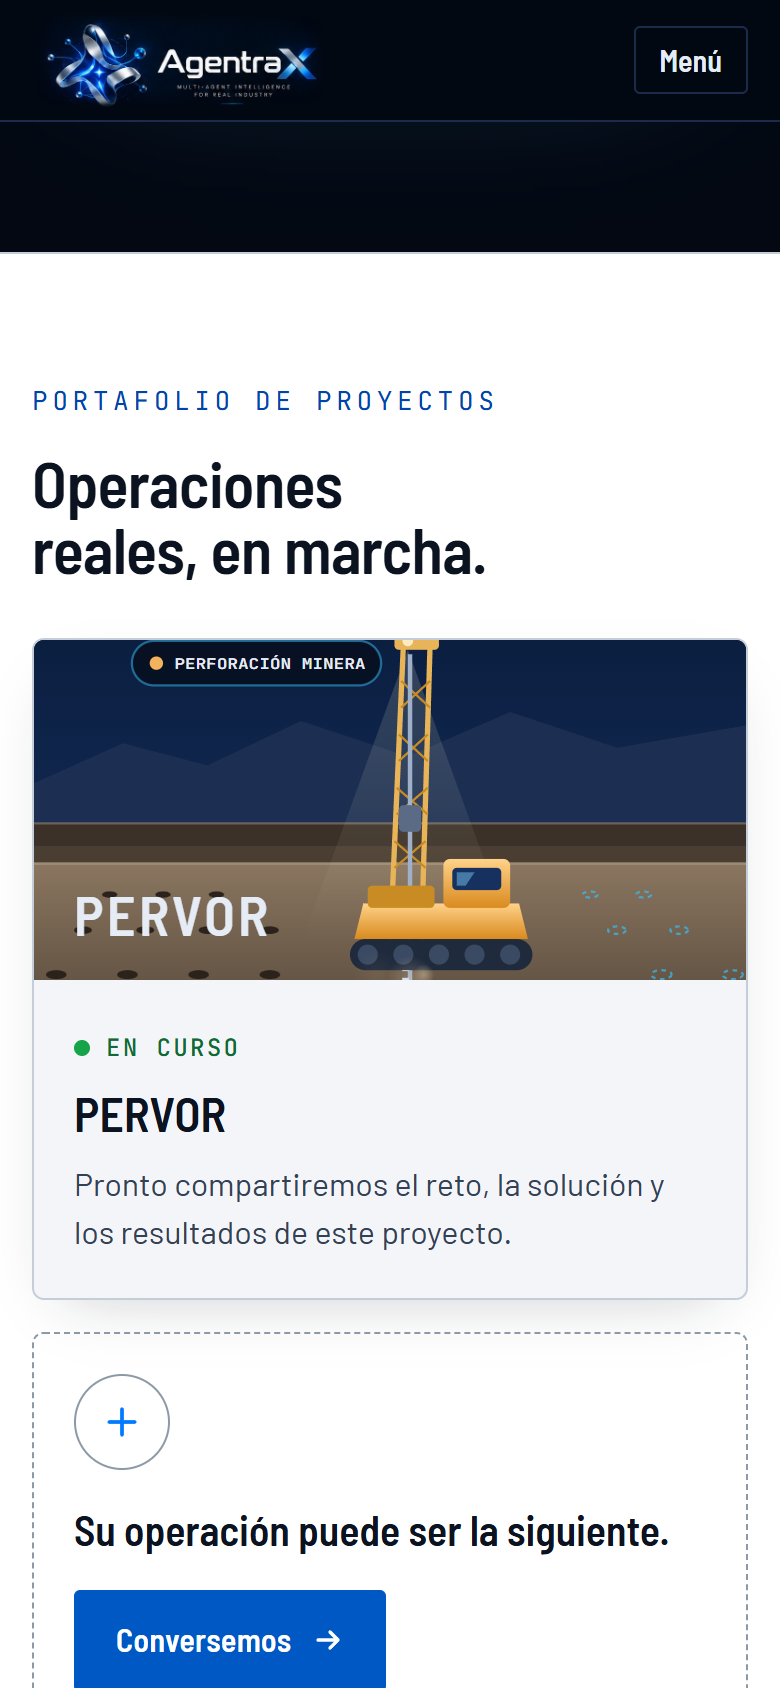 AgentraX
MULTI-AGENT INTELLIGENCE
FOR REAL INDUSTRY
Menú
PORTAFOLIO DE PROYECTOS
Operaciones
reales, en marcha.
PERFORACIÓN MINERA
PERVOR
EN CURSO
PERVOR
Pronto compartiremos el reto, la solución y
los resultados de este proyecto.
Su operación puede ser la siguiente.
Conversemos →